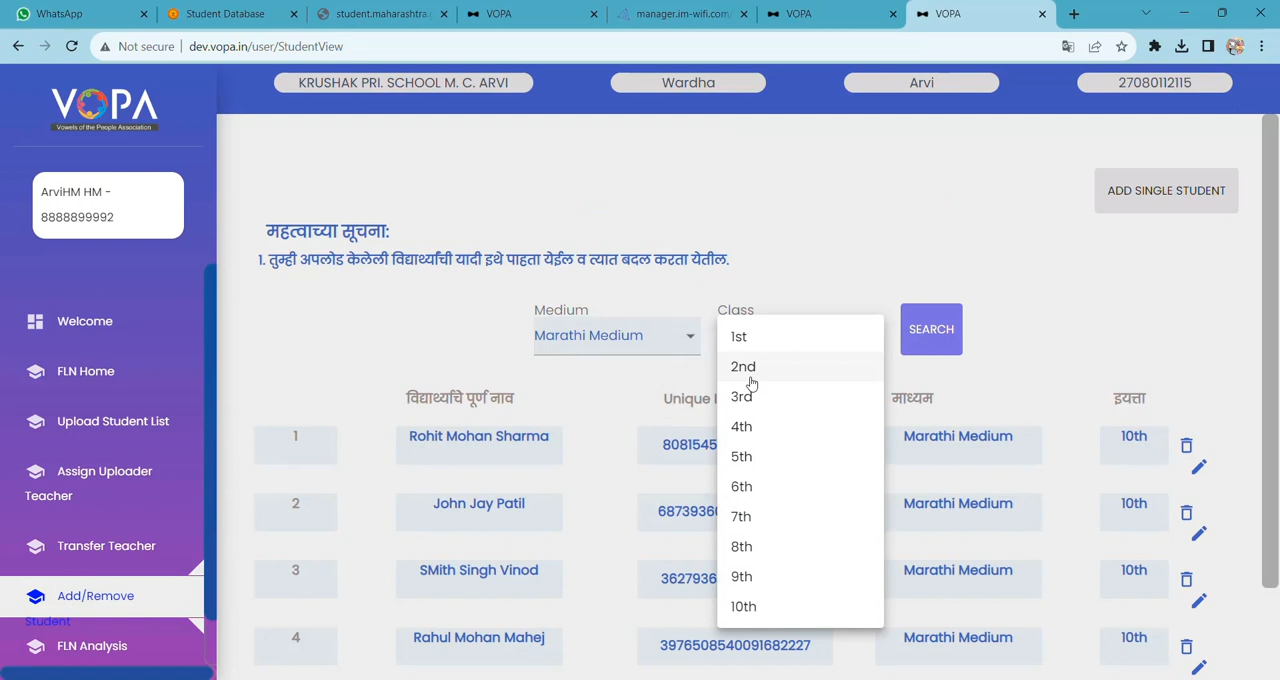 WhatsApp
Student Database
student.maharashtra.
VOPA
manager.im-wifi.com/
VOPA
VOPA
Not secure | dev.vopa.in/user/StudentView
VOPA
Vowels of the People Association
KRUSHAK PRI. SCHOOL M. C. ARVI
Wardha
Arvi
27080112115
ArviHM HM -
8888899992
ADD SINGLE STUDENT
Welcome
FLN Home
Upload Student List
Assign Uploader
Teacher
Transfer Teacher
Add/Remove
Student
FLN Analysis
महत्वाच्या सूचना:
1. तुम्ही अपलोड केलेली विद्यार्थ्यांची यादी इथे पाहता येईल व त्यात बदल करता येतील.
Medium
Marathi Medium
Class
1st
2nd
3rd
4th
5th
6th
7th
8th
9th
10th
SEARCH
विद्यार्थ्याचे पूर्ण नाव
Unique
माध्यम
इयत्ता
1
Rohit Mohan Sharma
8081545
Marathi Medium
10th
2
John Jay Patil
6873936
Marathi Medium
10th
3
SMith Singh Vinod
3627936
Marathi Medium
10th
4
Rahul Mohan Mahej
3976508540091682227
Marathi Medium
10th